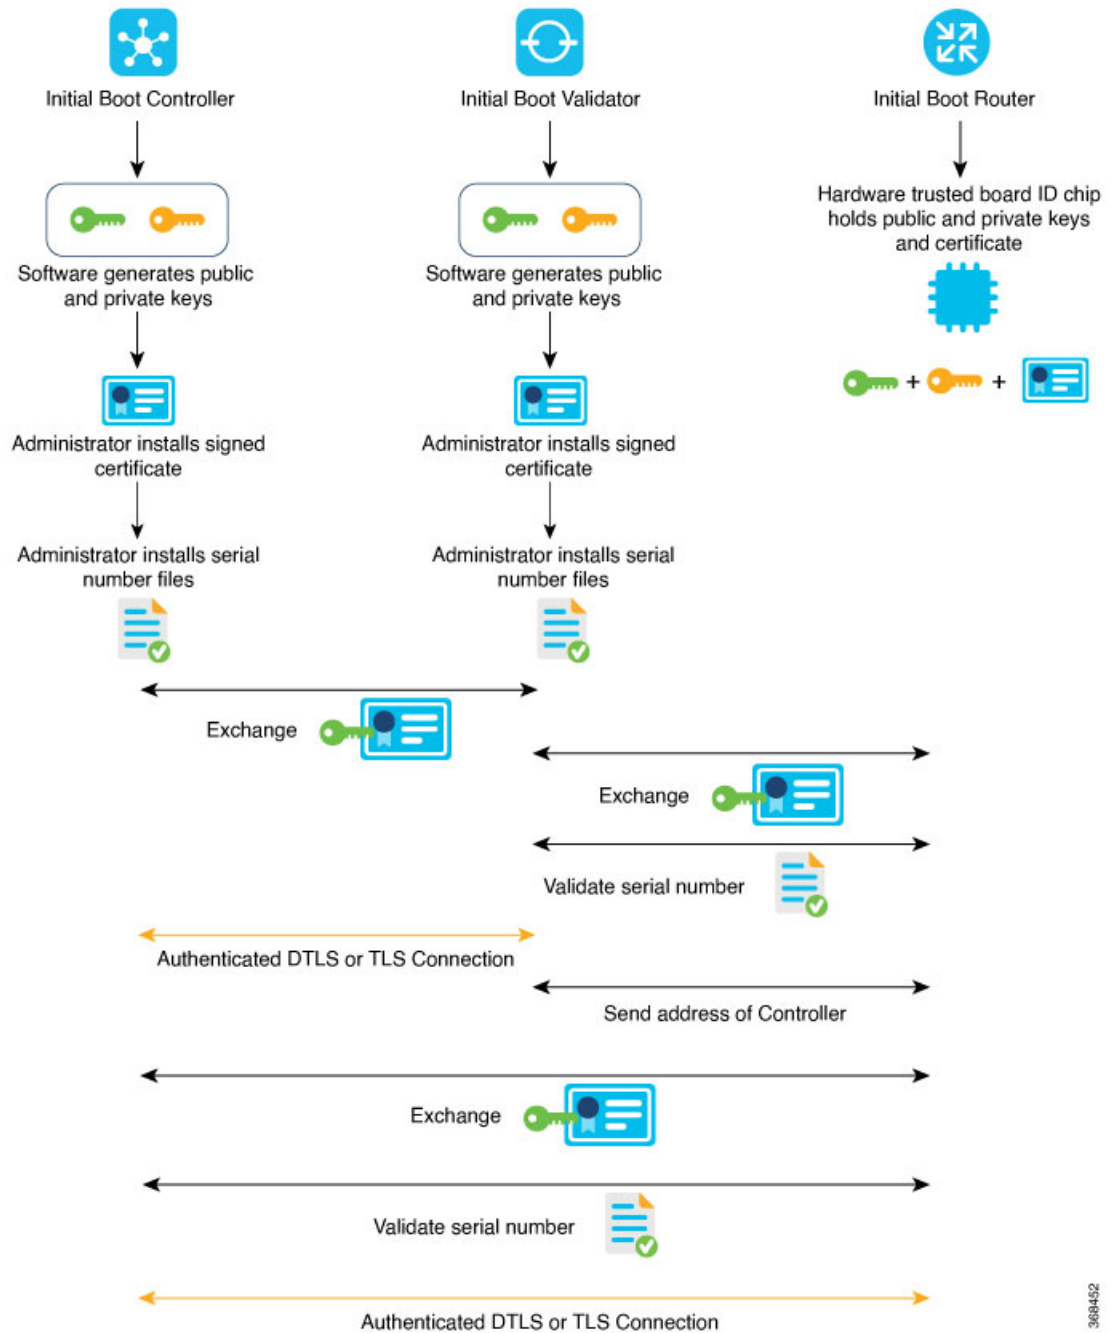 Initial Boot Controller
Initial Boot Validator
Initial Boot Router
Software generates public
and private keys
Software generates public
and private keys
Hardware trusted board ID chip
holds public and private keys
and certificate
+ +
Administrator installs signed
certificate
Administrator installs signed
certificate
Administrator installs serial
number files
Administrator installs serial
number files
Exchange
Exchange
Validate serial number
Authenticated DTLS or TLS Connection
Send address of Controller
Exchange
Validate serial number
Authenticated DTLS or TLS Connection
368452